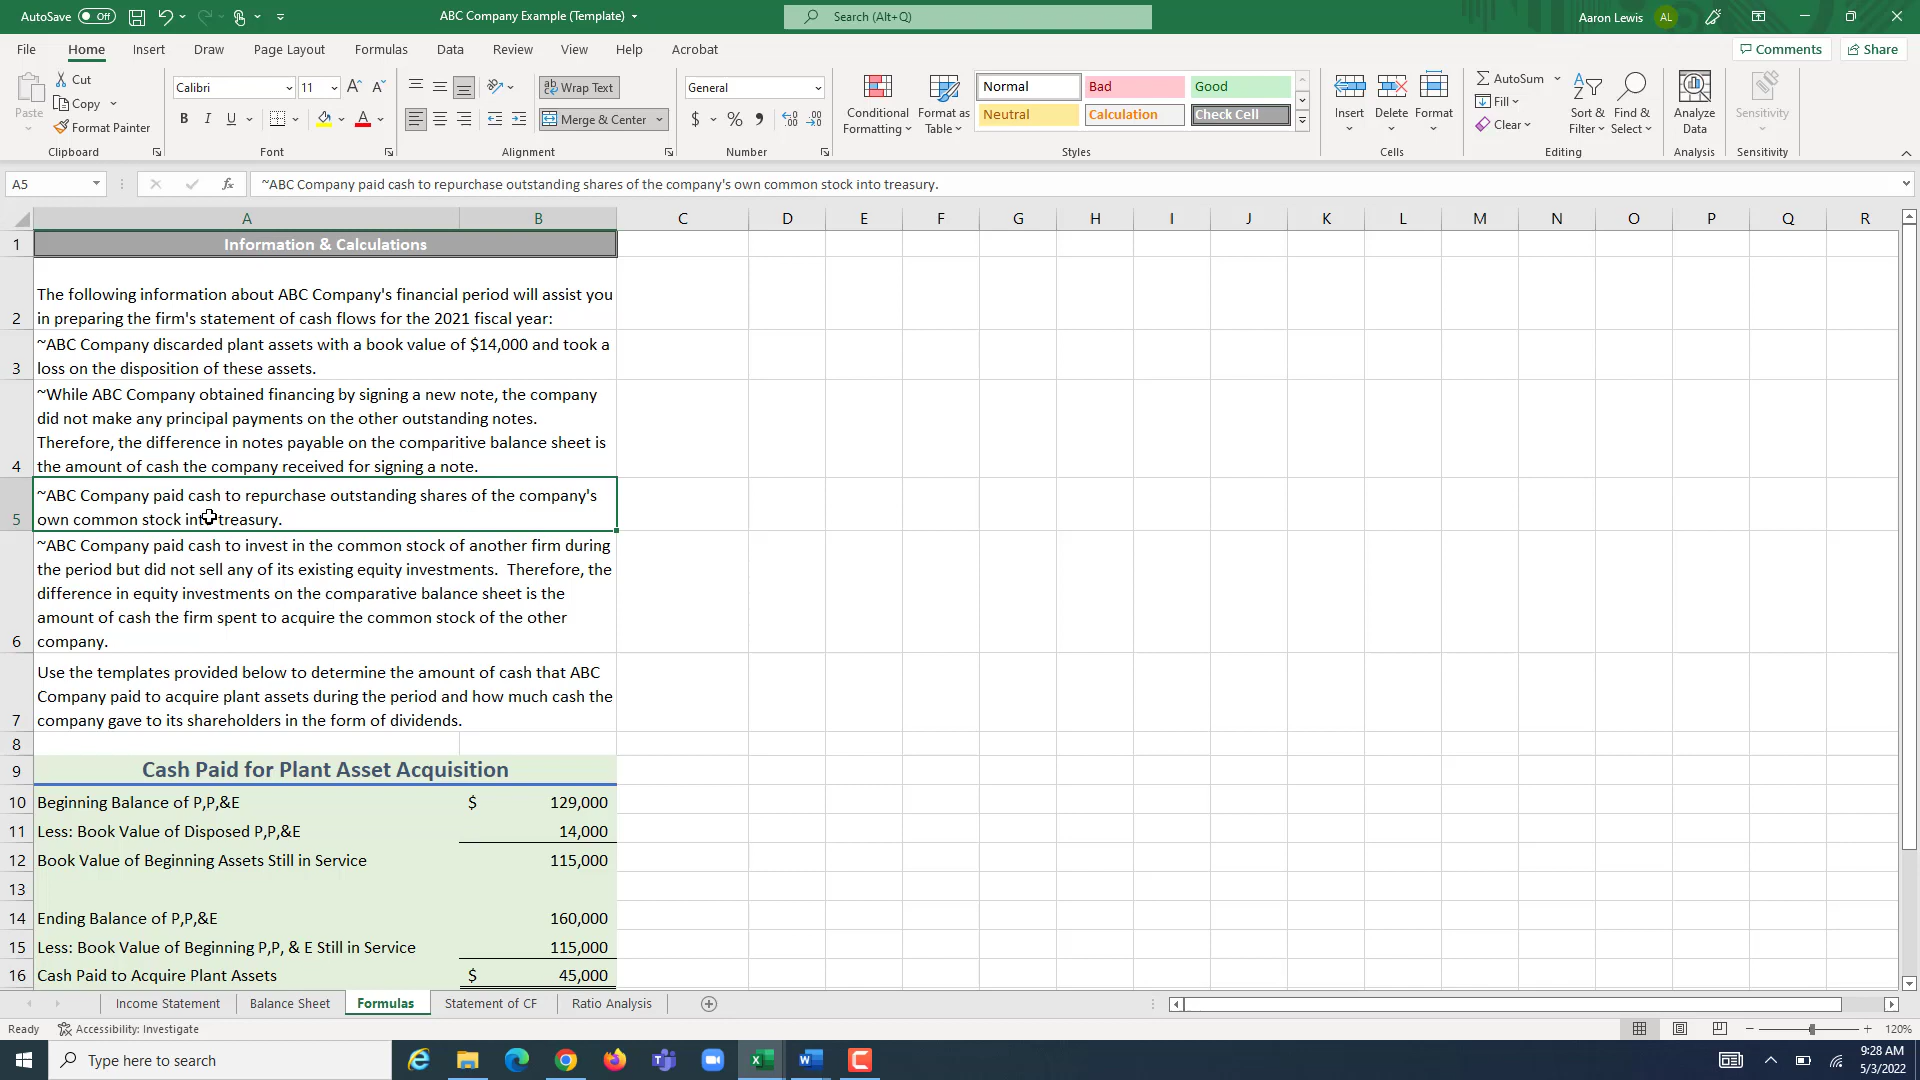 AutoSave Off
ABC Company Example (Template)
Search (Alt+Q)
Aaron Lewis AL
File Home Insert Draw Page Layout Formulas Data Review View Help Acrobat
Comments Share
Paste
Cut
Copy
Format Painter
Clipboard
Calibri 11
B I U
Font
Wrap Text
Merge & Center
Alignment
General
$ % 9
Number
Conditional Formatting
Format as Table
Normal Bad Good
Neutral Calculation Check Cell
Styles
Insert Delete Format
Cells
AutoSum
Fill
Clear
Sort & Filter
Find & Select
Editing
Analyze Data
Analysis
Sensitivity
Sensitivity
A5
fx
~ABC Company paid cash to repurchase outstanding shares of the company's own common stock into treasury.
A B C D E F G H I J K L M N O P Q R
1 Information & Calculations
The following information about ABC Company's financial period will assist you
2 in preparing the firm's statement of cash flows for the 2021 fiscal year:
~ABC Company discarded plant assets with a book value of $14,000 and took a
3 loss on the disposition of these assets.
~While ABC Company obtained financing by signing a new note, the company
did not make any principal payments on the other outstanding notes.
Therefore, the difference in notes payable on the comparitive balance sheet is
4 the amount of cash the company received for signing a note.
~ABC Company paid cash to repurchase outstanding shares of the company's
5 own common stock into treasury.
~ABC Company paid cash to invest in the common stock of another firm during
the period but did not sell any of its existing equity investments. Therefore, the
difference in equity investments on the comparative balance sheet is the
amount of cash the firm spent to acquire the common stock of the other
6 company.
Use the templates provided below to determine the amount of cash that ABC
Company paid to acquire plant assets during the period and how much cash the
7 company gave to its shareholders in the form of dividends.
8
9 Cash Paid for Plant Asset Acquisition
10 Beginning Balance of P,P,&E $ 129,000
11 Less: Book Value of Disposed P,P,&E 14,000
12 Book Value of Beginning Assets Still in Service 115,000
13
14 Ending Balance of P,P,&E 160,000
15 Less: Book Value of Beginning P,P, & E Still in Service 115,000
16 Cash Paid to Acquire Plant Assets $ 45,000
Income Statement Balance Sheet Formulas Statement of CF Ratio Analysis
Ready Accessibility: Investigate 120%
Type here to search
9:28 AM
5/3/2022